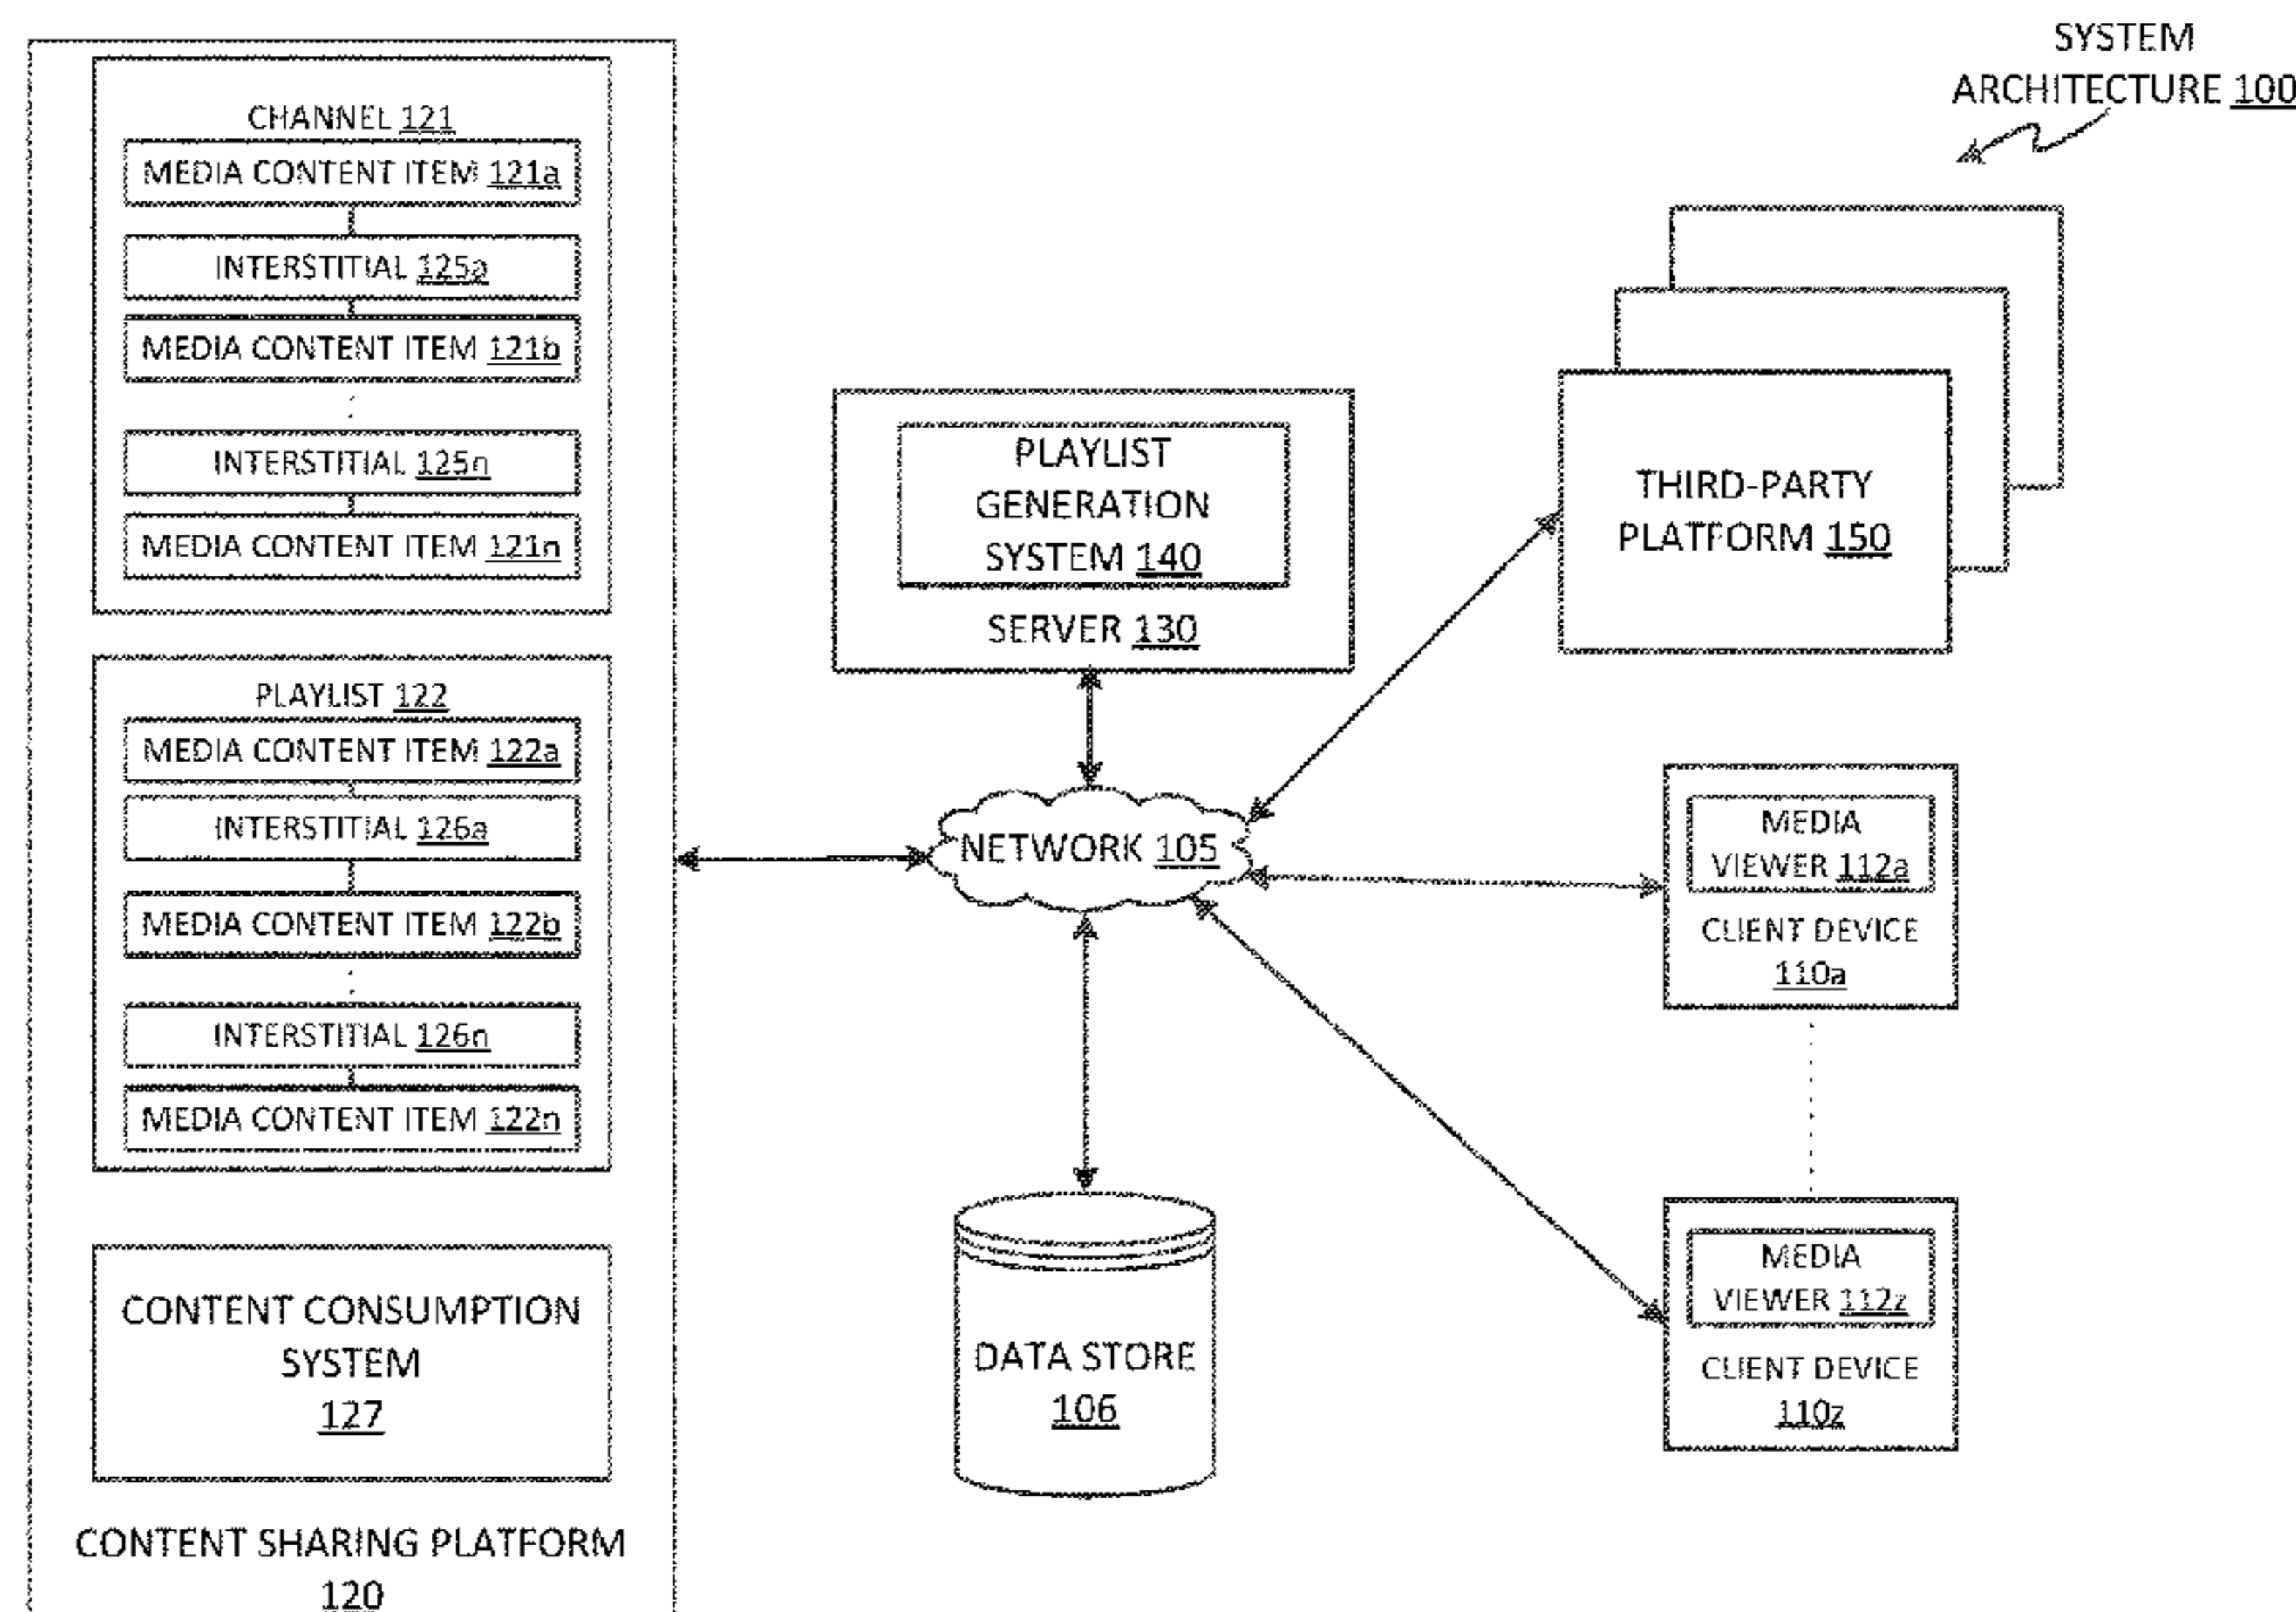 SYSTEM
ARCHITECTURE 100
CHANNEL 121
MEDIA CONTENT ITEM 121a
INTERSTITIAL 125a
MEDIA CONTENT ITEM 121b
INTERSTITIAL 125n
MEDIA CONTENT ITEM 121n
PLAYLIST 122
MEDIA CONTENT ITEM 122a
INTERSTITIAL 126a
MEDIA CONTENT ITEM 122b
INTERSTITIAL 126n
MEDIA CONTENT ITEM 122n
CONTENT CONSUMPTION
SYSTEM
127
CONTENT SHARING PLATFORM
120
PLAYLIST
GENERATION
SYSTEM 140
SERVER 130
NETWORK 105
DATA STORE
106
THIRD-PARTY
PLATFORM 150
MEDIA
VIEWER 112a
CLIENT DEVICE
110a
MEDIA
VIEWER 112z
CLIENT DEVICE
110z